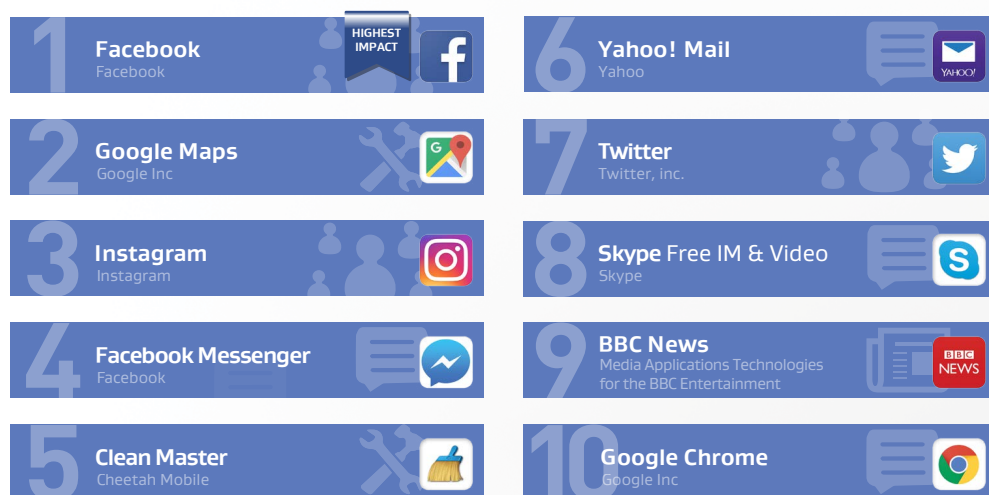 1
Facebook
Facebook
HIGHEST
IMPACT
2
Google Maps
Google Inc
G
3
Instagram
Instagram
4
Facebook Messenger
Facebook
5
Clean Master
Cheetah Mobile
6
Yahoo! Mail
Yahoo
YAHOO!
7
Twitter
Twitter, inc.
8
Skype Free IM & Video
Skype
S
9
BBC News
Media Applications Technologies
for the BBC Entertainment
BBC
NEWS
10
Google Chrome
Google Inc